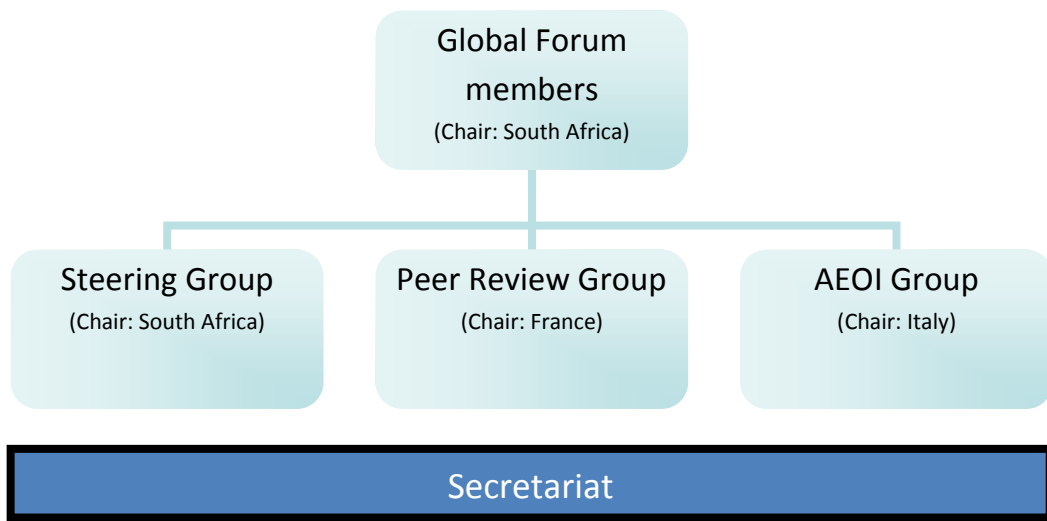 Global Forum
members
(Chair: South Africa)
Steering Group
(Chair: South Africa)
Peer Review Group
(Chair: France)
AEOI Group
(Chair: Italy)
Secretariat